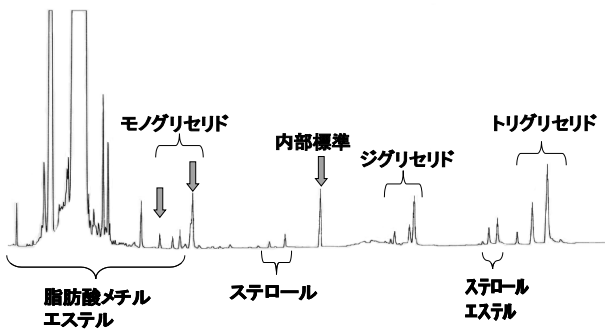 モノグリセリド
内部標準
ジグリセリド
トリグリセリド
脂肪酸メチル
エステル
ステロール
ステロール
エステル